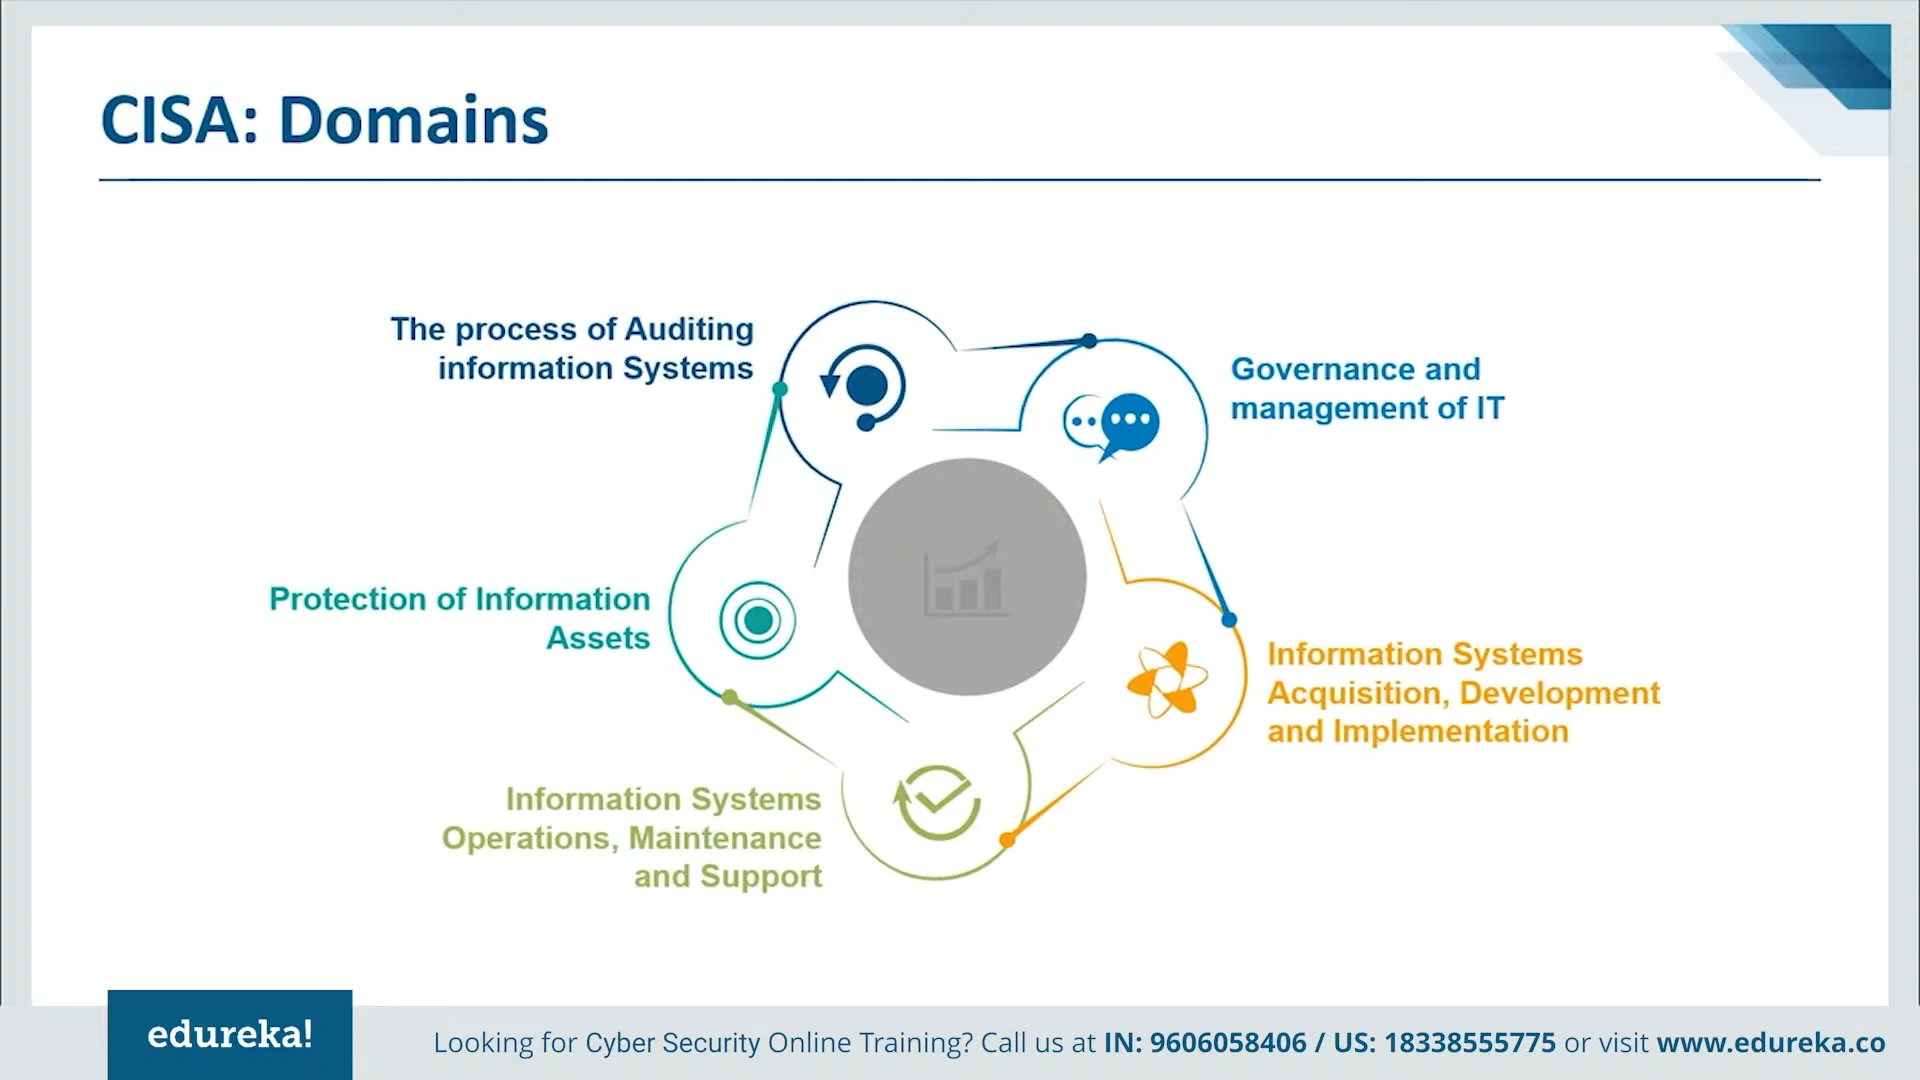 CISA: Domains
The process of Auditing
information Systems
Governance and
management of IT
Protection of Information
Assets
Information Systems
Acquisition, Development
and Implementation
Information Systems
Operations, Maintenance
and Support
edureka!
Looking for Cyber Security Online Training? Call us at IN: 9606058406 / US: 18338555775 or visit www.edureka.co